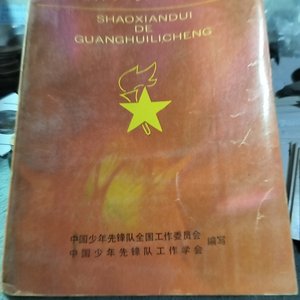 SHAOXIANDUI
DE
GUANGHUILICHENG
中国少年先锋队全国工作委员会
中国少年先锋队工作学会
编写